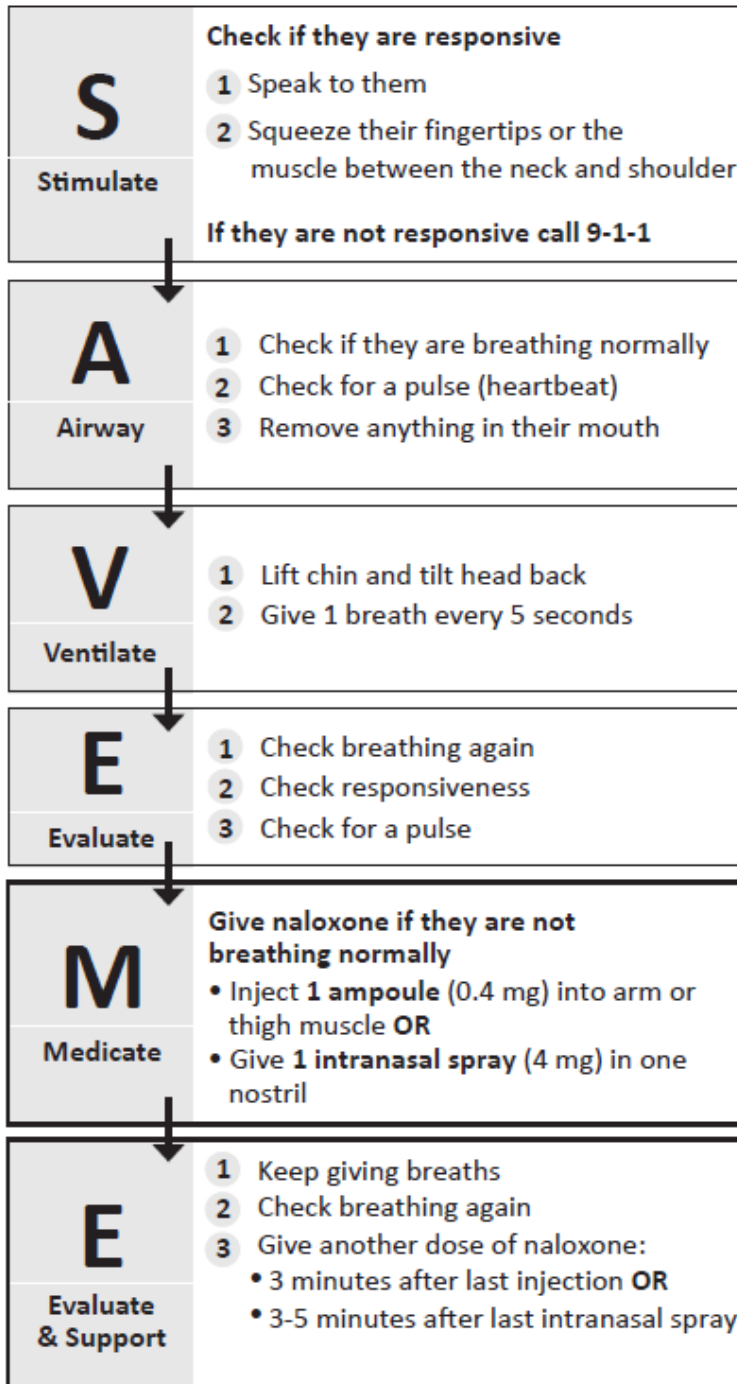 S
Stimulate
Check if they are responsive
1 Speak to them
2 Squeeze their fingertips or the
muscle between the neck and shoulder
If they are not responsive call 9-1-1
A
Airway
1 Check if they are breathing normally
2 Check for a pulse (heartbeat)
3 Remove anything in their mouth
V
Ventilate
1 Lift chin and tilt head back
2 Give 1 breath every 5 seconds
E
Evaluate
1 Check breathing again
2 Check responsiveness
3 Check for a pulse
M
Medicate
Give naloxone if they are not
breathing normally
• Inject 1 ampoule (0.4 mg) into arm or
thigh muscle OR
• Give 1 intranasal spray (4 mg) in one
nostril
E
Evaluate
& Support
1 Keep giving breaths
2 Check breathing again
3 Give another dose of naloxone:
• 3 minutes after last injection OR
• 3-5 minutes after last intranasal spray